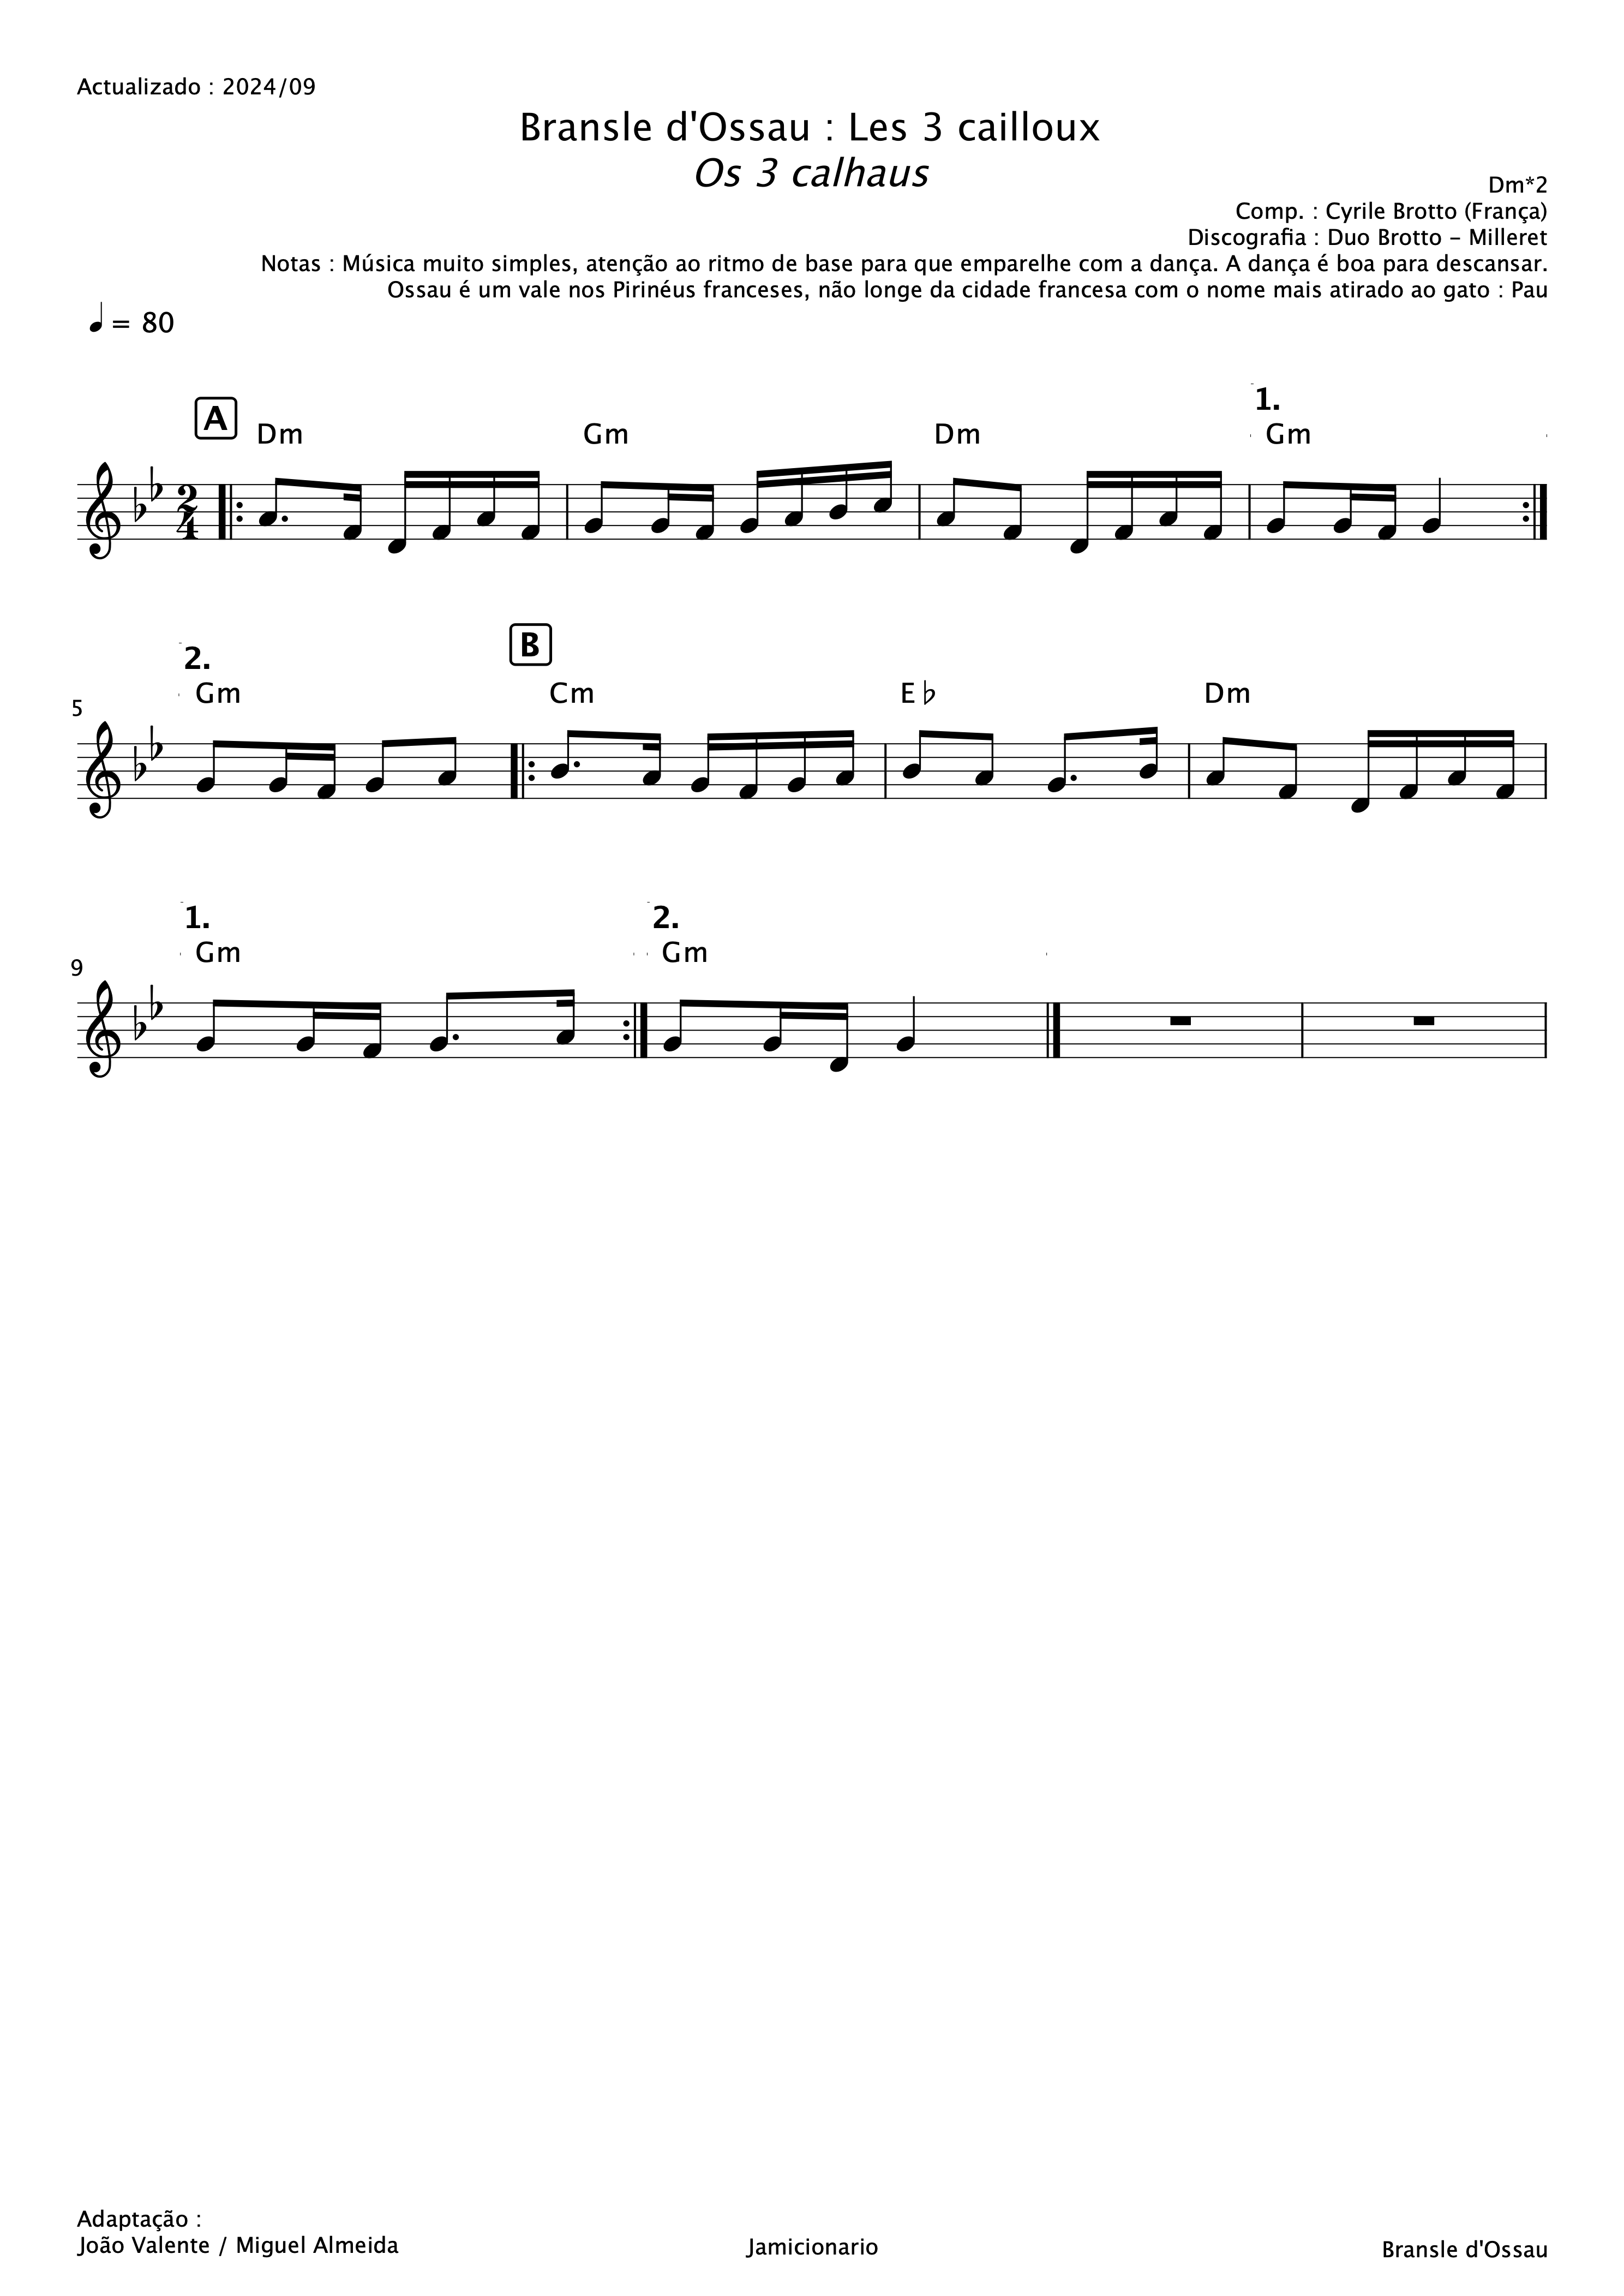 Actualizado : 2024/09
Bransle d'Ossau : Les 3 cailloux
Os 3 calhaus
Dm*2
Comp. : Cyrile Brotto (França)
Discografia : Duo Brotto - Milleret
Notas : Música muito simples, atenção ao ritmo de base para que emparelhe com a dança. A dança é boa para descansar.
Ossau é um vale nos Pirinéus franceses, não longe da cidade francesa com o nome mais atirado ao gato : Pau
= 80
1.
A Dm Gm Dm Gm
2 4
2. B
5 Gm Cm E♭ Dm
1. 2.
9 Gm Gm
Adaptação :
João Valente / Miguel Almeida Jamicionario Bransle d'Ossau